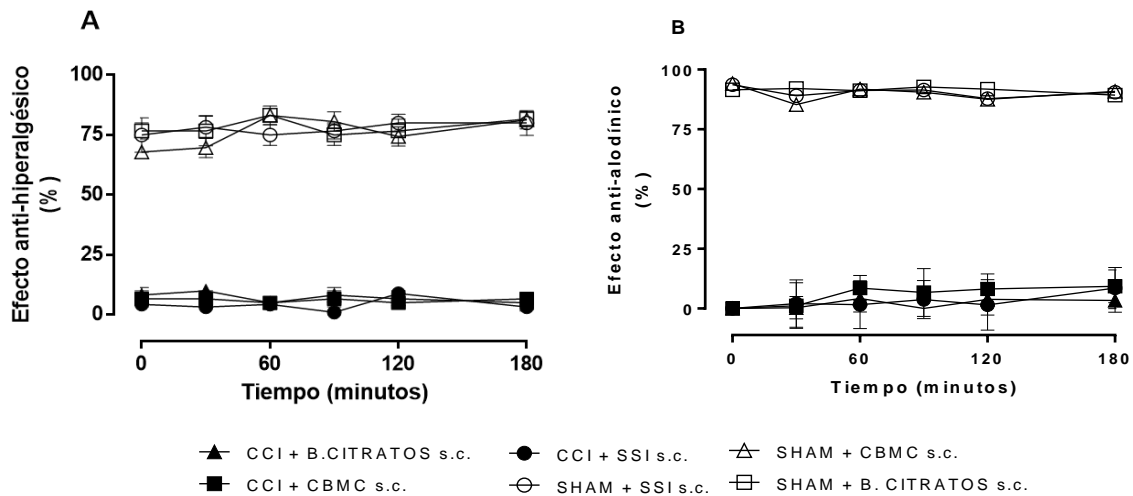 A
Efecto anti-hiperalgésico
(%)
100
75
50
25
0
0 60 120 180
Tiempo (minutos)
B
Efecto anti-alodínico
(%)
100
75
50
25
0
0 60 120 180
Tiempo (minutos)
CCI + B.CITRATOS s.c.
CCI + SSI s.c.
SHAM + CBMC s.c.
CCI + CBMC s.c.
SHAM + SSI s.c.
SHAM + B. CITRATOS s.c.